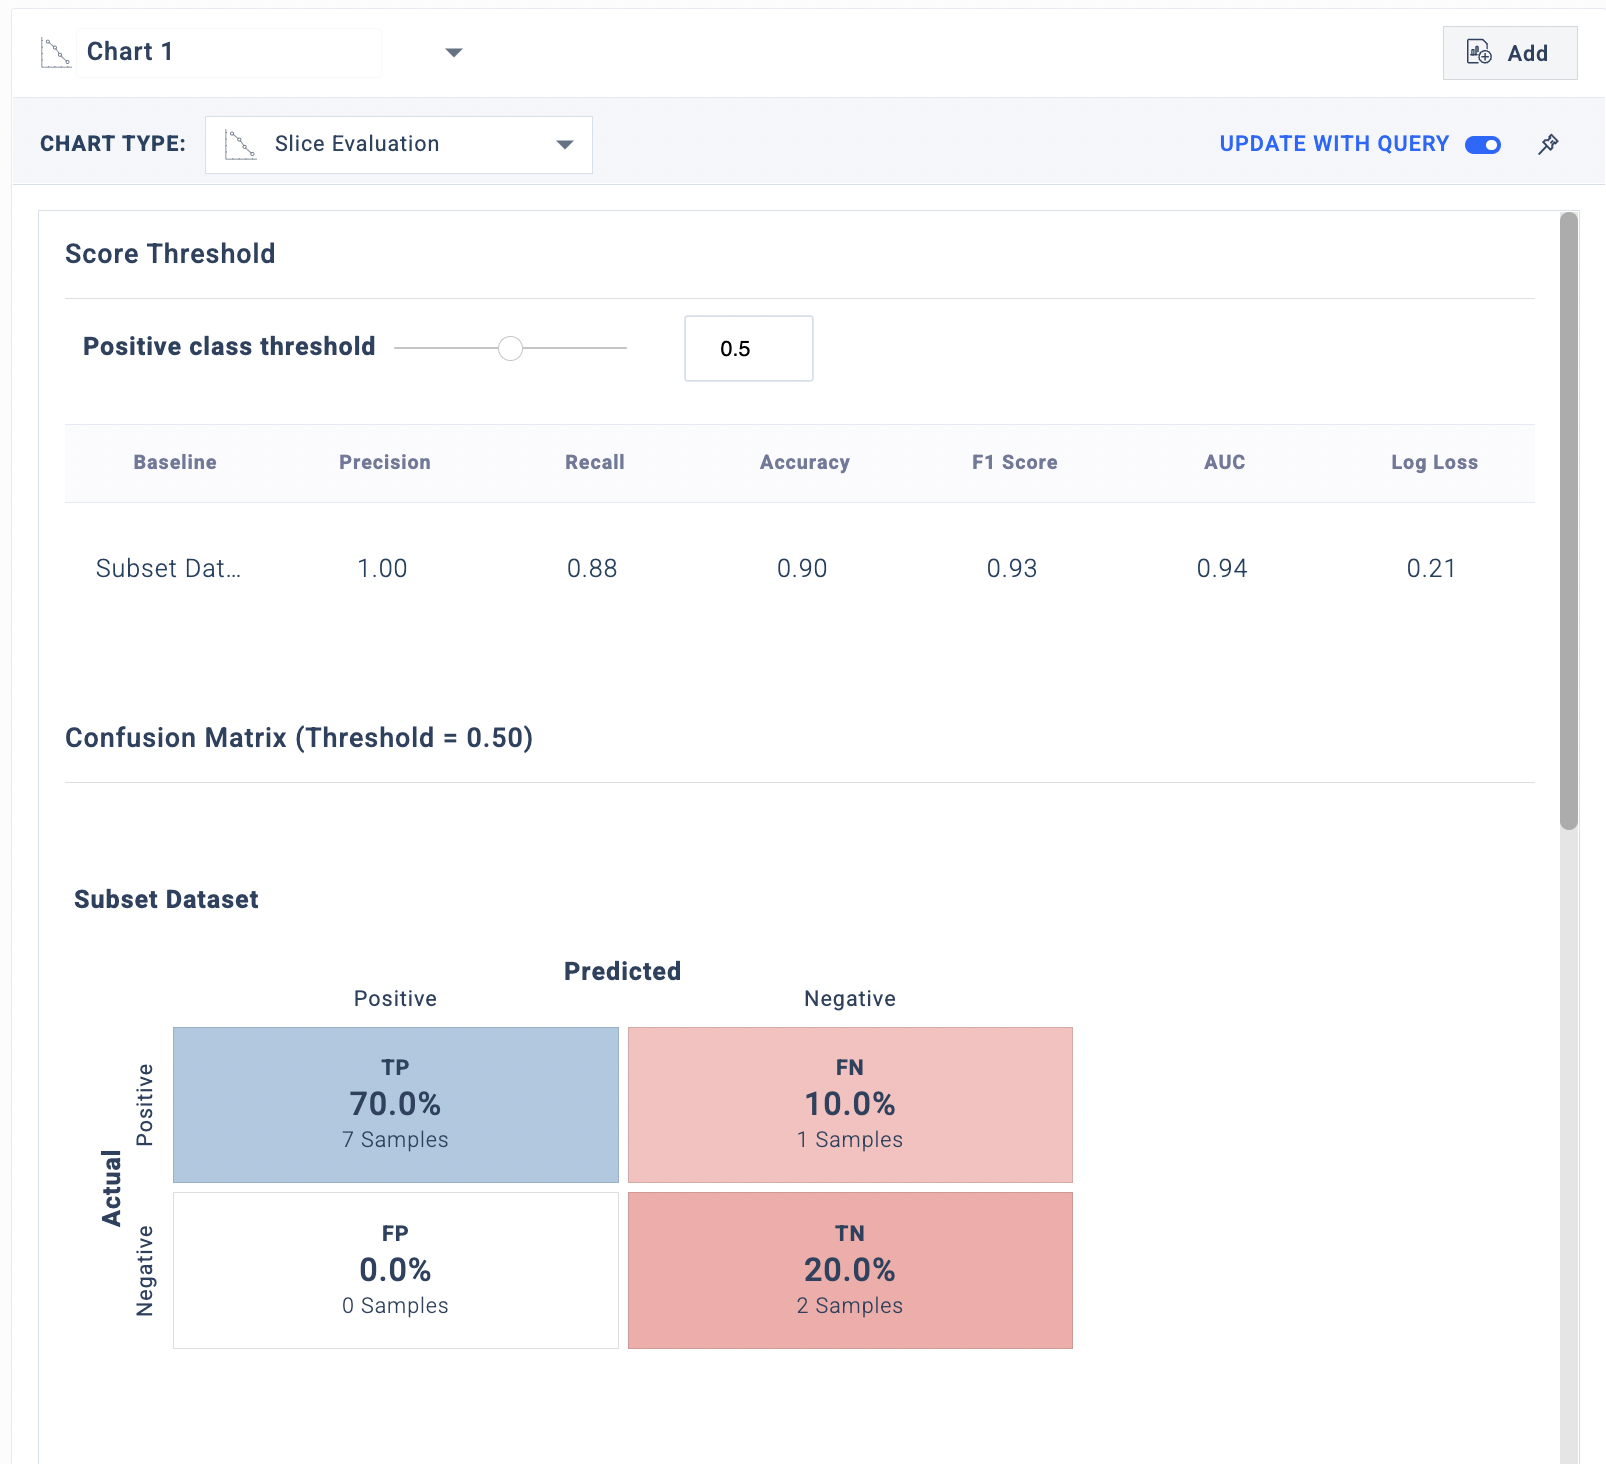 Chart 1
Add
CHART TYPE: Slice Evaluation
UPDATE WITH QUERY
Score Threshold
Positive class threshold 0.5
Baseline Precision Recall Accuracy F1 Score AUC Log Loss
Subset Dat... 1.00 0.88 0.90 0.93 0.94 0.21
Confusion Matrix (Threshold = 0.50)
Subset Dataset
Predicted
Positive Negative
Actual
Positive
TP
70.0%
7 Samples
FN
10.0%
1 Samples
Negative
FP
0.0%
0 Samples
TN
20.0%
2 Samples